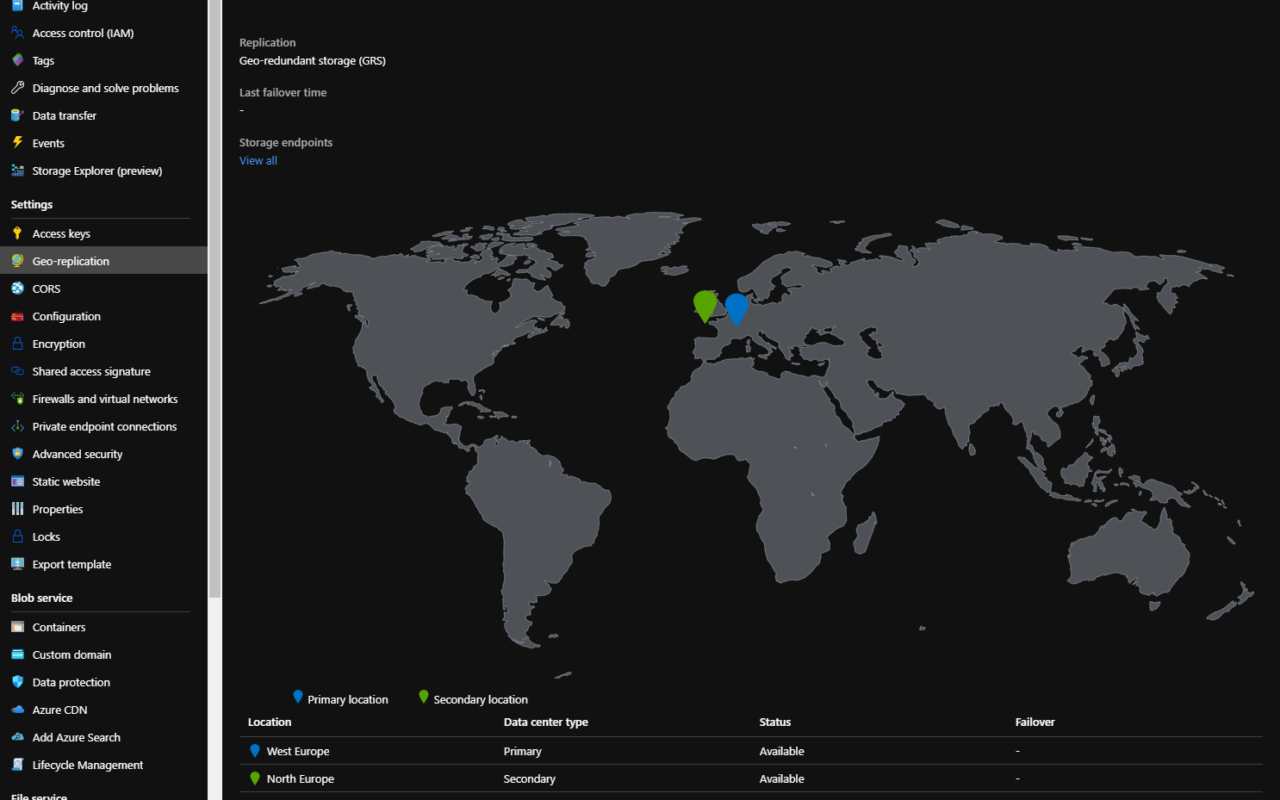 Activity log
Access control (IAM)
Tags
Diagnose and solve problems
Data transfer
Events
Storage Explorer (preview)
Settings
Access keys
Geo-replication
CORS
Configuration
Encryption
Shared access signature
Firewalls and virtual networks
Private endpoint connections
Advanced security
Static website
Properties
Locks
Export template
Blob service
Containers
Custom domain
Data protection
Azure CDN
Add Azure Search
Lifecycle Management
File service
Replication
Geo-redundant storage (GRS)
Last failover time
-
Storage endpoints
View all
Primary location Secondary location
Location Data center type Status Failover
West Europe Primary Available -
North Europe Secondary Available -